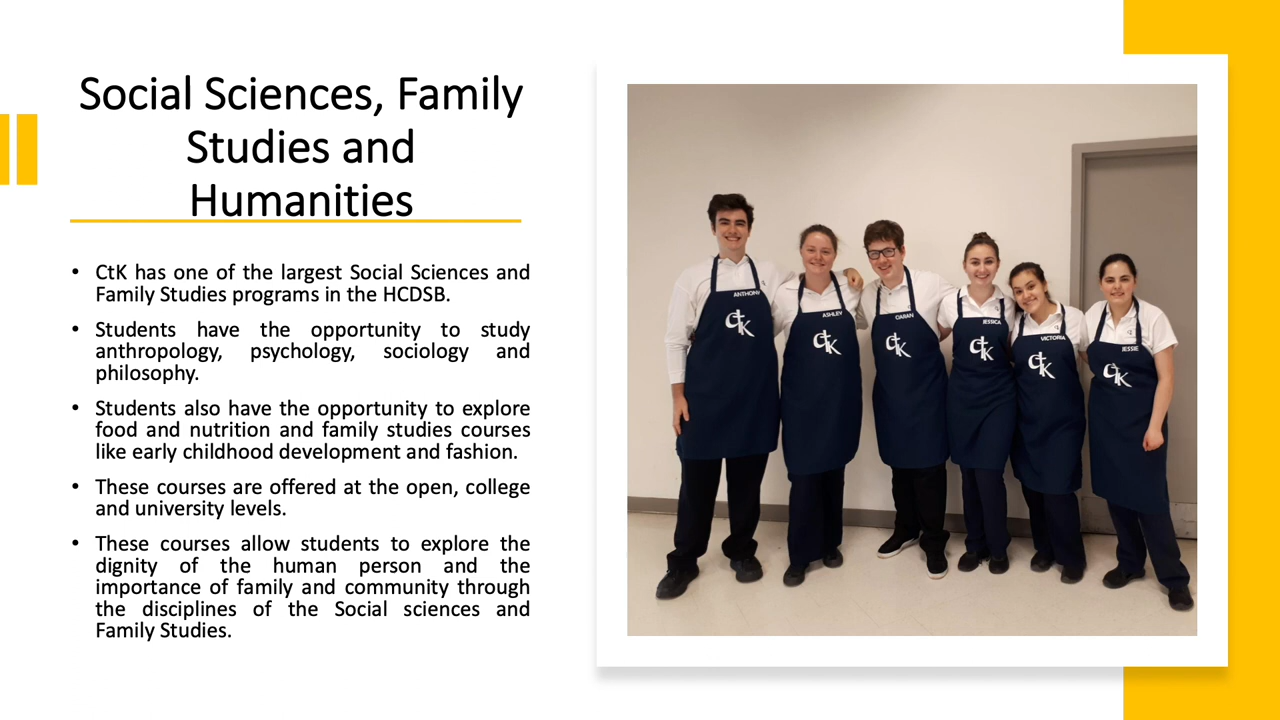 Social Sciences, Family
Studies and
Humanities
• CtK has one of the largest Social Sciences and
Family Studies programs in the HCDSB.
• Students have the opportunity to study
anthropology, psychology, sociology and
philosophy.
• Students also have the opportunity to explore
food and nutrition and family studies courses
like early childhood development and fashion.
• These courses are offered at the open, college
and university levels.
• These courses allow students to explore the
dignity of the human person and the
importance of family and community through
the disciplines of the Social sciences and
Family Studies.
ANTHONY
CtK
ASHLEY
CtK
CIARAN
CtK
JESSICA
CtK
VICTORIA
CtK
JESSIE
CtK